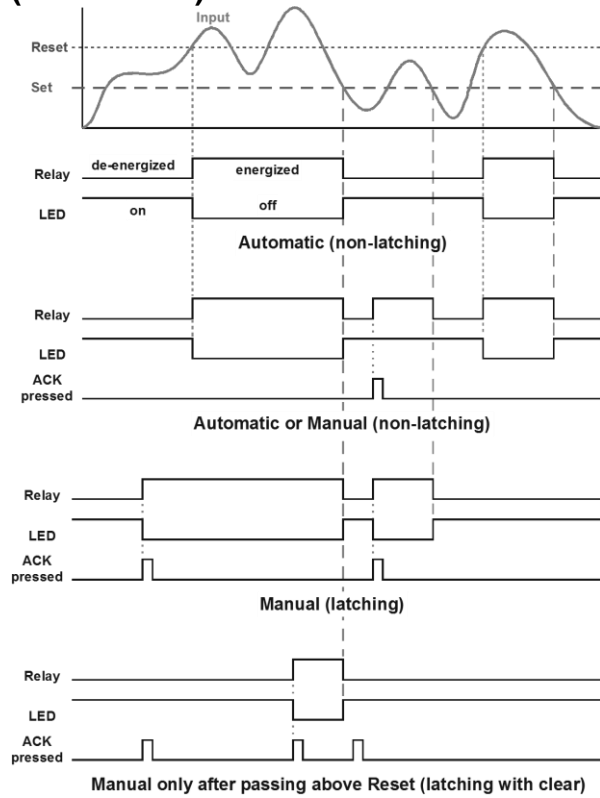 Input
Reset
Set
de-energized
energized
Relay
on
off
LED
Automatic (non-latching)
Relay
LED
ACK
pressed
Automatic or Manual (non-latching)
Relay
LED
ACK
pressed
Manual (latching)
Relay
LED
ACK
pressed
Manual only after passing above Reset (latching with clear)